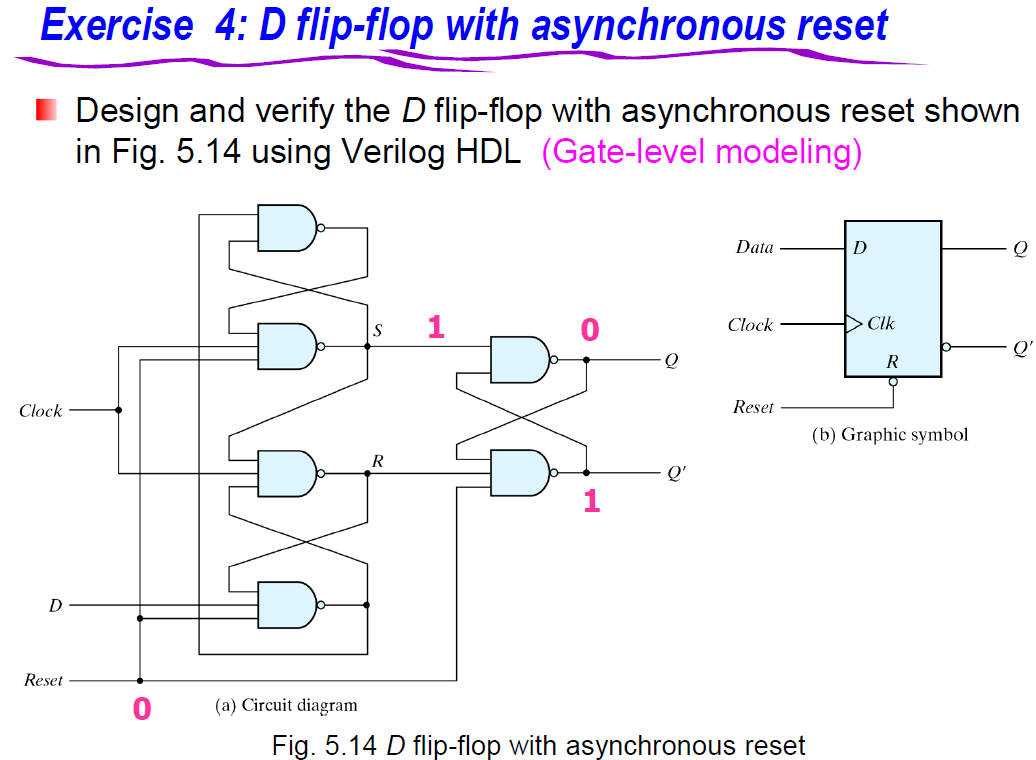 Exercise 4: D flip-flop with asynchronous reset
Design and verify the D flip-flop with asynchronous reset shown
in Fig. 5.14 using Verilog HDL (Gate-level modeling)
S
1
0
Q
Clock
R
Q'
1
D
Reset
0
(a) Circuit diagram
Data
D
Q
Clock
Clk
Q'
R
Reset
(b) Graphic symbol
Fig. 5.14 D flip-flop with asynchronous reset